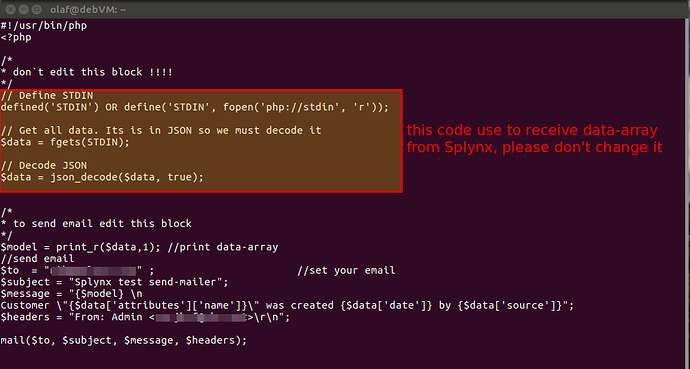 olaf@debVM: ~
#!/usr/bin/php
<?php
/*
* don`t edit this block !!!!
*/
// Define STDIN
defined('STDIN') OR define('STDIN', fopen('php://stdin', 'r'));
// Get all data. Its is in JSON so we must decode it
$data = fgets(STDIN);
// Decode JSON
$data = json_decode($data, true);
this code use to receive data-array
from Splynx, please don't change it
/*
* to send email edit this block
*/
$model = print_r($data,1); //print data-array
//send email
$to  = " " ; //set your email
$subject = "Splynx test send-mailer";
$message = "{$model} \n
Customer \"{$data['attributes']['name']}\" was created {$data['date']} by {$data['source']}";
$headers = "From: Admin < >\r\n";
mail($to, $subject, $message, $headers);